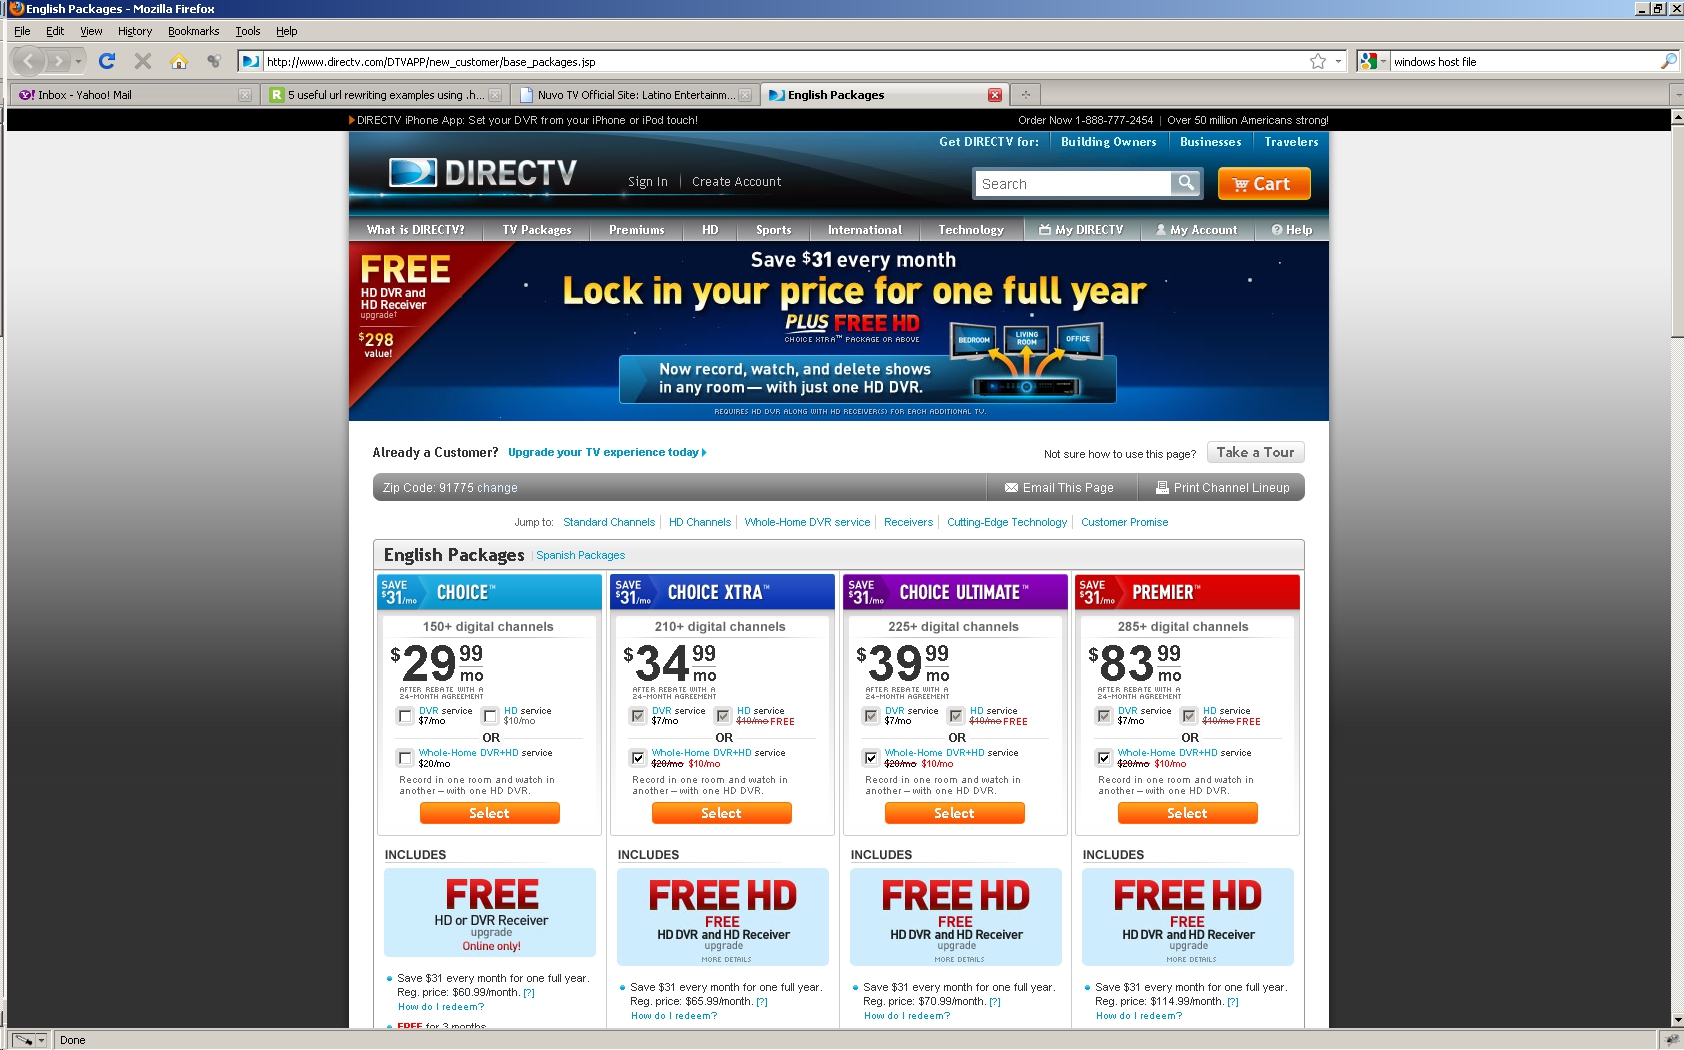 English Packages - Mozilla Firefox
File Edit View History Bookmarks Tools Help
http://www.directv.com/DTVAPP/new_customer/base_packages.jsp
windows host file
Inbox - Yahoo! Mail
5 useful url rewriting examples using .h...
Nuvo TV Official Site: Latino Entertainm...
English Packages
DIRECTV iPhone App: Set your DVR from your iPhone or iPod touch!
Order Now 1-888-777-2454 | Over 50 million Americans strong!
Get DIRECTV for: Building Owners Businesses Travelers
DIRECTV
Sign In | Create Account
Search
Cart
What is DIRECTV? TV Packages Premiums HD Sports International Technology My DIRECTV My Account Help
FREE
HD DVR and
HD Receiver
upgrade†
$298
value!
Save $31 every month
Lock in your price for one full year
PLUS FREE HD
CHOICE XTRA™ PACKAGE OR ABOVE
BEDROOM
LIVING ROOM
OFFICE
Now record, watch, and delete shows
in any room — with just one HD DVR.
REQUIRES HD DVR ALONG WITH HD RECEIVER(S) FOR EACH ADDITIONAL TV.
Already a Customer? Upgrade your TV experience today
Not sure how to use this page? Take a Tour
Zip Code: 91775 change
Email This Page
Print Channel Lineup
Jump to: Standard Channels | HD Channels | Whole-Home DVR service | Receivers | Cutting-Edge Technology | Customer Promise
English Packages | Spanish Packages
SAVE $31/mo CHOICE™
150+ digital channels
$29 99 mo
AFTER REBATE WITH A
24-MONTH AGREEMENT
DVR service $7/mo
HD service $10/mo
OR
Whole-Home DVR+HD service
$20/mo
Record in one room and watch in
another – with one HD DVR.
Select
INCLUDES
FREE
HD or DVR Receiver
upgrade
Online only!
Save $31 every month for one full year.
Reg. price: $60.99/month. [?]
How do I redeem?
FREE for 3 months
SAVE $31/mo CHOICE XTRA™
210+ digital channels
$34 99 mo
AFTER REBATE WITH A
24-MONTH AGREEMENT
DVR service $7/mo
HD service $10/mo FREE
OR
Whole-Home DVR+HD service
$20/mo $10/mo
Record in one room and watch in
another – with one HD DVR.
Select
INCLUDES
FREE HD
FREE
HD DVR and HD Receiver
upgrade
MORE DETAILS
Save $31 every month for one full year.
Reg. price: $65.99/month. [?]
How do I redeem?
SAVE $31/mo CHOICE ULTIMATE™
225+ digital channels
$39 99 mo
AFTER REBATE WITH A
24-MONTH AGREEMENT
DVR service $7/mo
HD service $10/mo FREE
OR
Whole-Home DVR+HD service
$20/mo $10/mo
Record in one room and watch in
another – with one HD DVR.
Select
INCLUDES
FREE HD
FREE
HD DVR and HD Receiver
upgrade
MORE DETAILS
Save $31 every month for one full year.
Reg. price: $70.99/month. [?]
How do I redeem?
SAVE $31/mo PREMIER™
285+ digital channels
$83 99 mo
AFTER REBATE WITH A
24-MONTH AGREEMENT
DVR service $7/mo
HD service $10/mo FREE
OR
Whole-Home DVR+HD service
$20/mo $10/mo
Record in one room and watch in
another – with one HD DVR.
Select
INCLUDES
FREE HD
FREE
HD DVR and HD Receiver
upgrade
MORE DETAILS
Save $31 every month for one full year.
Reg. price: $114.99/month. [?]
How do I redeem?
Done